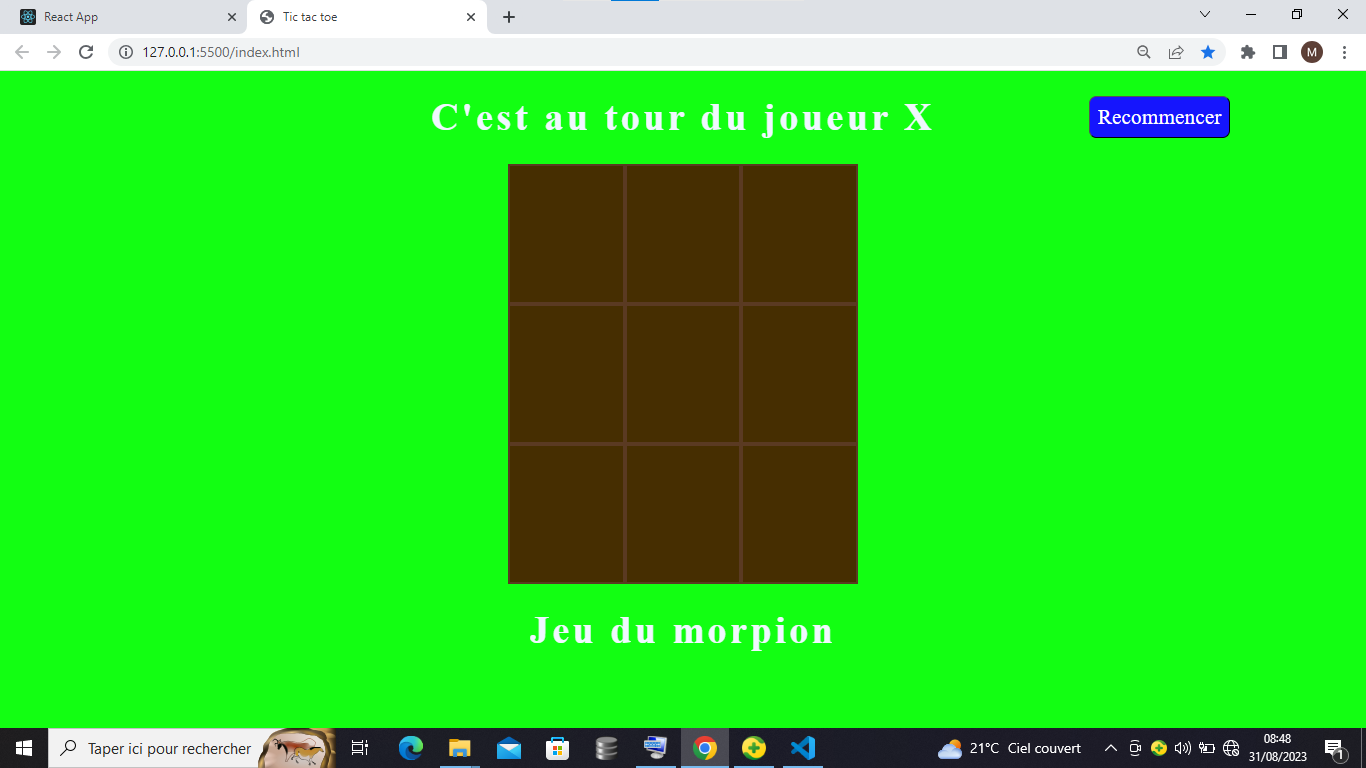 React App
Tic tac toe
127.0.0.1:5500/index.html
M
C'est au tour du joueur X
Recommencer
Jeu du morpion
Taper ici pour rechercher
21°C Ciel couvert
08:48
31/08/2023
1